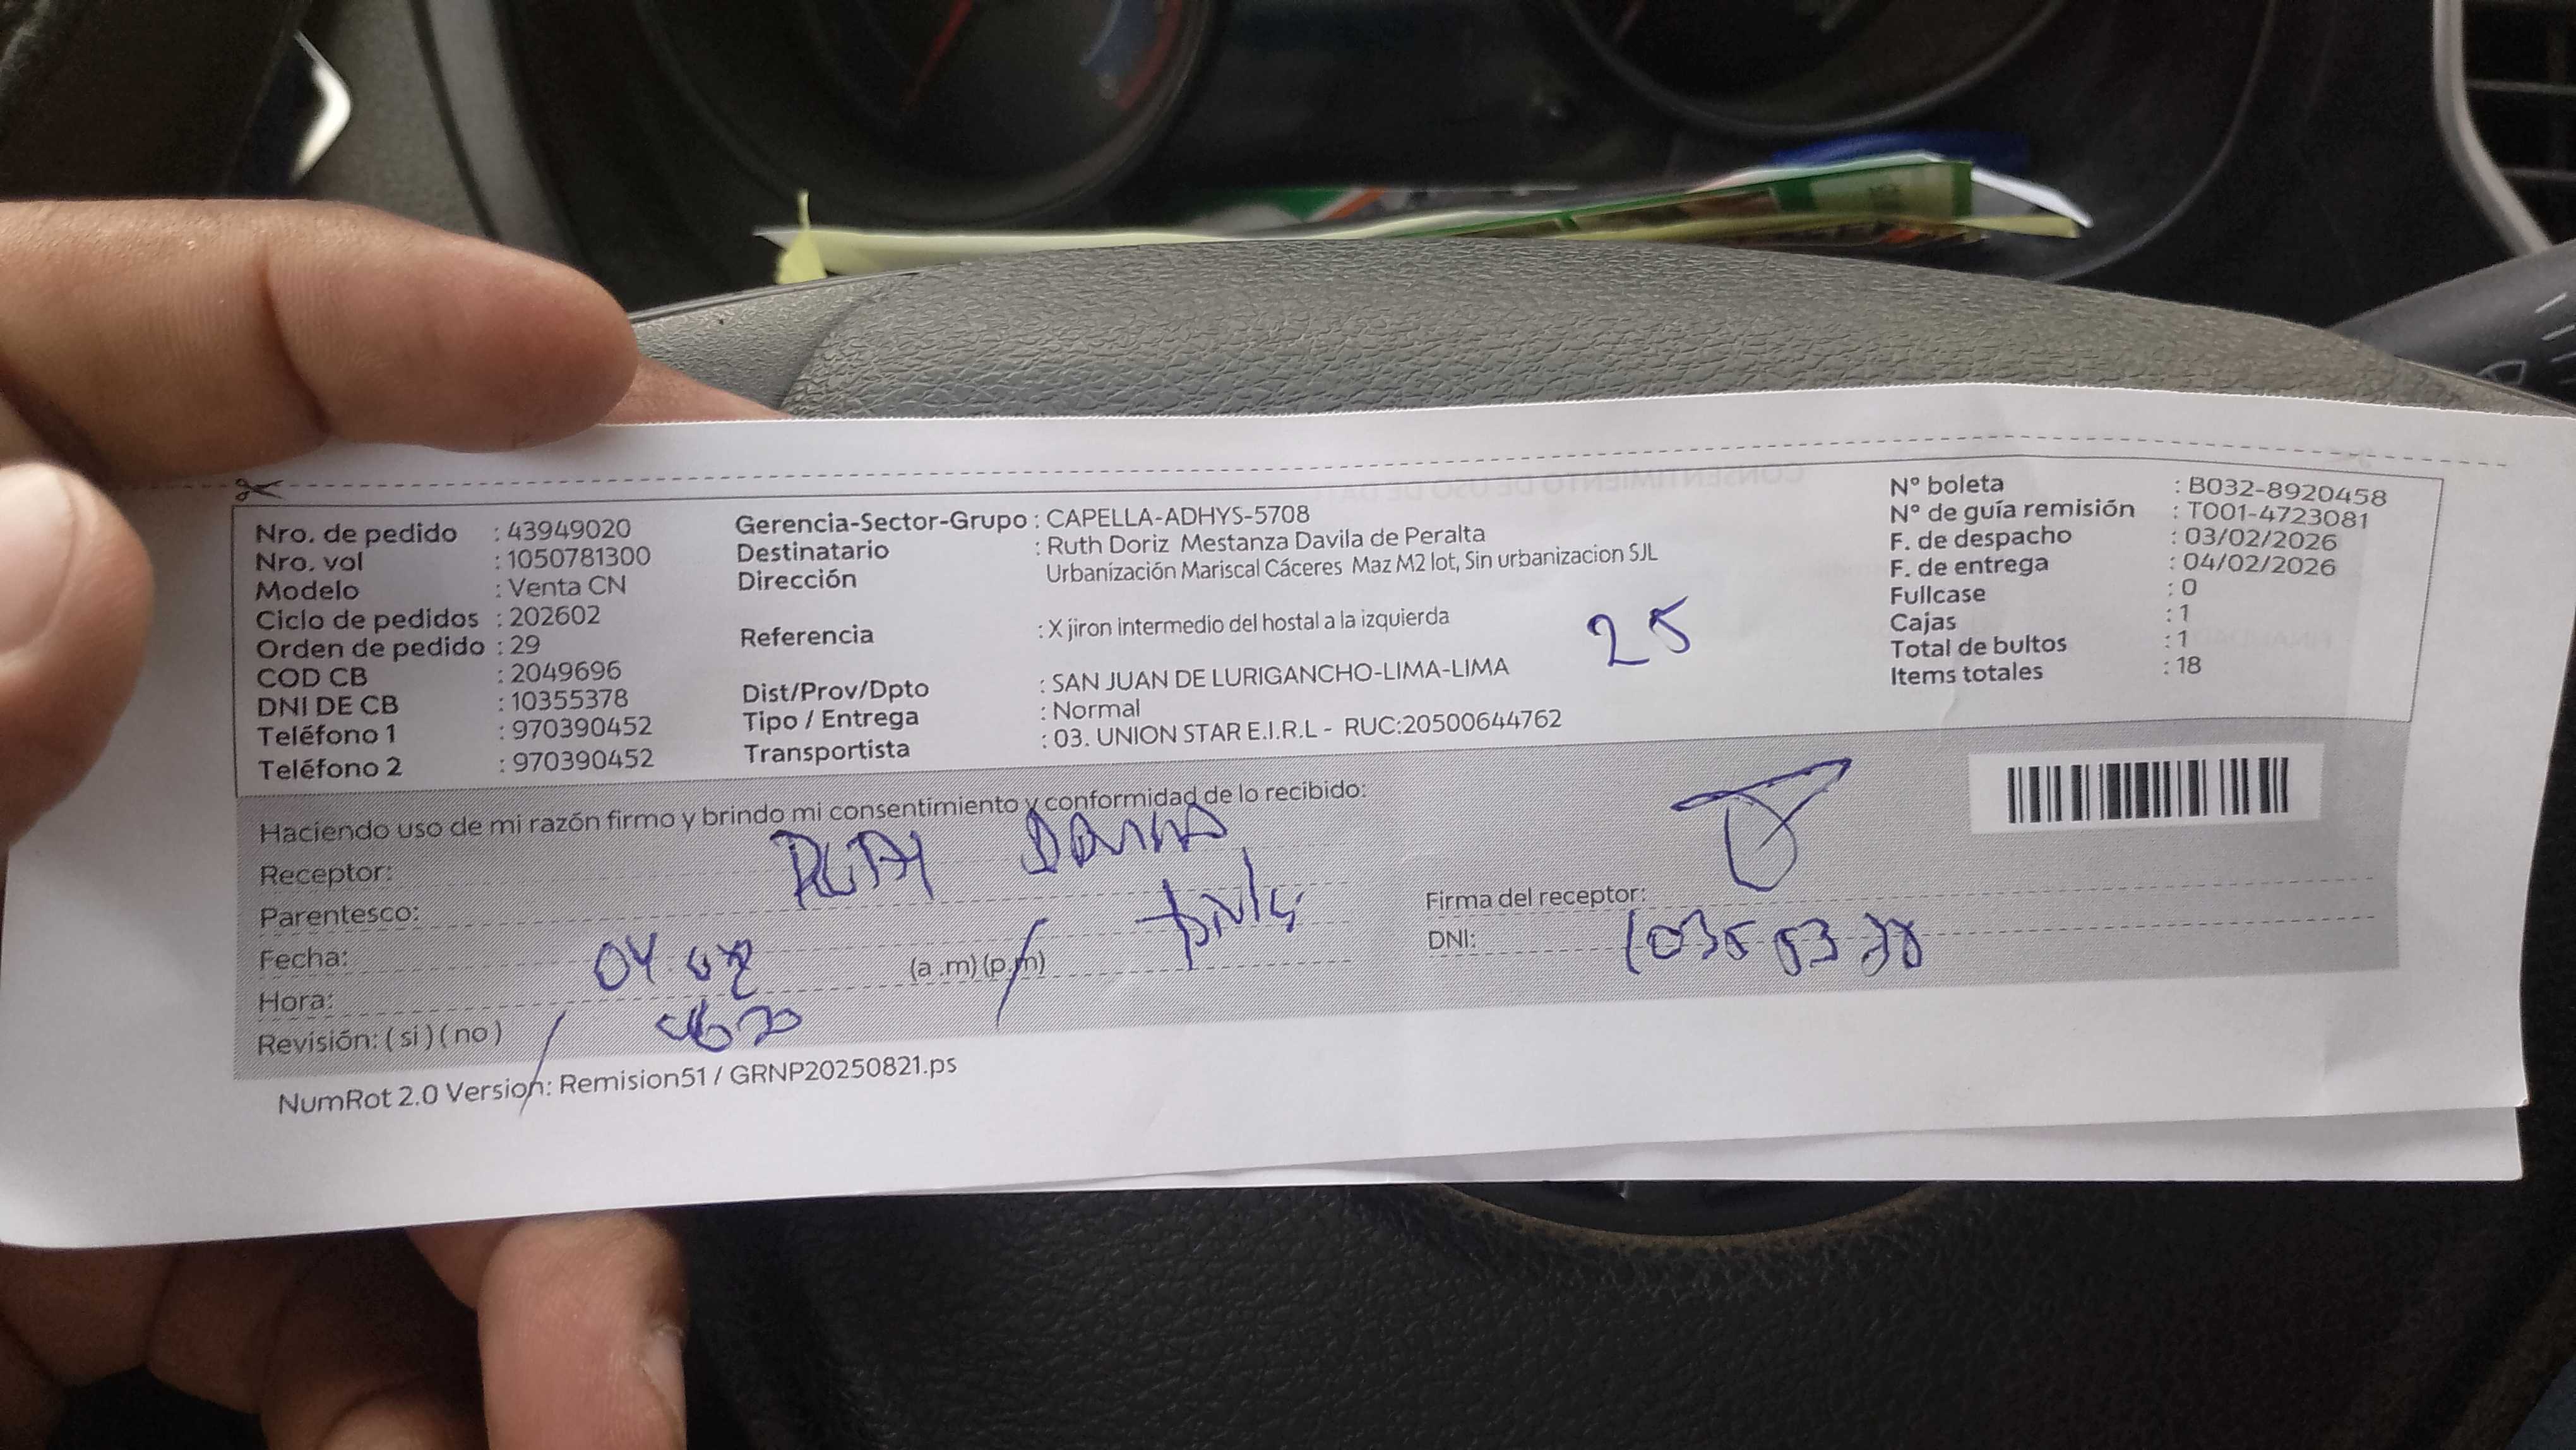 Nro. de pedido : 43949020
Nro. vol : 1050781300
Modelo : Venta CN
Ciclo de pedidos : 202602
Orden de pedido : 29
COD CB : 2049696
DNI DE CB : 10355378
Teléfono 1 : 970390452
Teléfono 2 : 970390452
Gerencia-Sector-Grupo : CAPELLA-ADHYS-5708
Destinatario : Ruth Doriz Mestanza Davila de Peralta
Dirección Urbanización Mariscal Cáceres Maz M2 lot, Sin urbanizacion SJL
Referencia : X jiron intermedio del hostal a la izquierda
25
Dist/Prov/Dpto : SAN JUAN DE LURIGANCHO-LIMA-LIMA
Tipo / Entrega : Normal
Transportista : 03. UNION STAR E.I.R.L - RUC:20500644762
N° boleta : B032-8920458
N° de guía remisión : T001-4723081
F. de despacho : 03/02/2026
F. de entrega : 04/02/2026
Fullcase : 0
Cajas : 1
Total de bultos : 1
Items totales : 18
Haciendo uso de mi razón firmo y brindo mi consentimiento y conformidad de lo recibido:
Receptor:
Parentesco:
Fecha: 04
Hora: (a .m) (p.m)
Revisión: ( si ) ( no )
Firma del receptor:
DNI:
NumRot 2.0 Version: Remision51 / GRNP20250821.ps